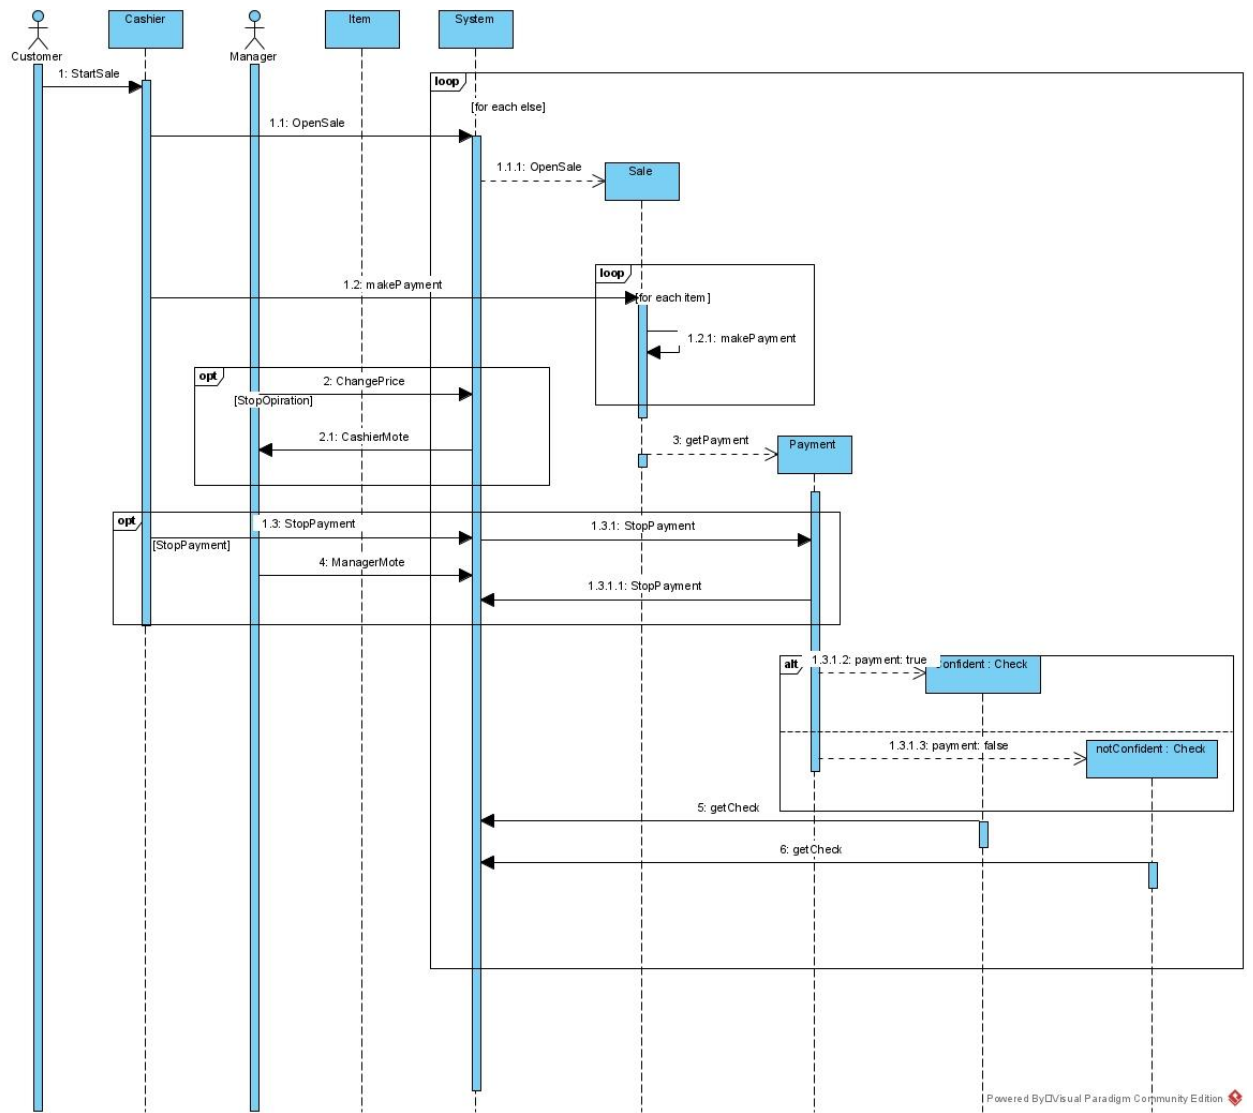 Customer
Cashier
Manager
Item
System
1: StartSale
loop
[for each else]
1.1: OpenSale
1.1.1: OpenSale
Sale
loop
1.2: makePayment
[for each item]
1.2.1: makePayment
opt
2: ChangePrice
[StopOpiration]
2.1: CashierMote
3: getPayment
Payment
opt
1.3: StopPayment
1.3.1: StopPayment
[StopPayment]
4: ManagerMote
1.3.1.1: StopPayment
alt
1.3.1.2: payment: true
onfident : Check
1.3.1.3: payment: false
notConfident : Check
5: getCheck
6: getCheck
Powered By Visual Paradigm Community Edition